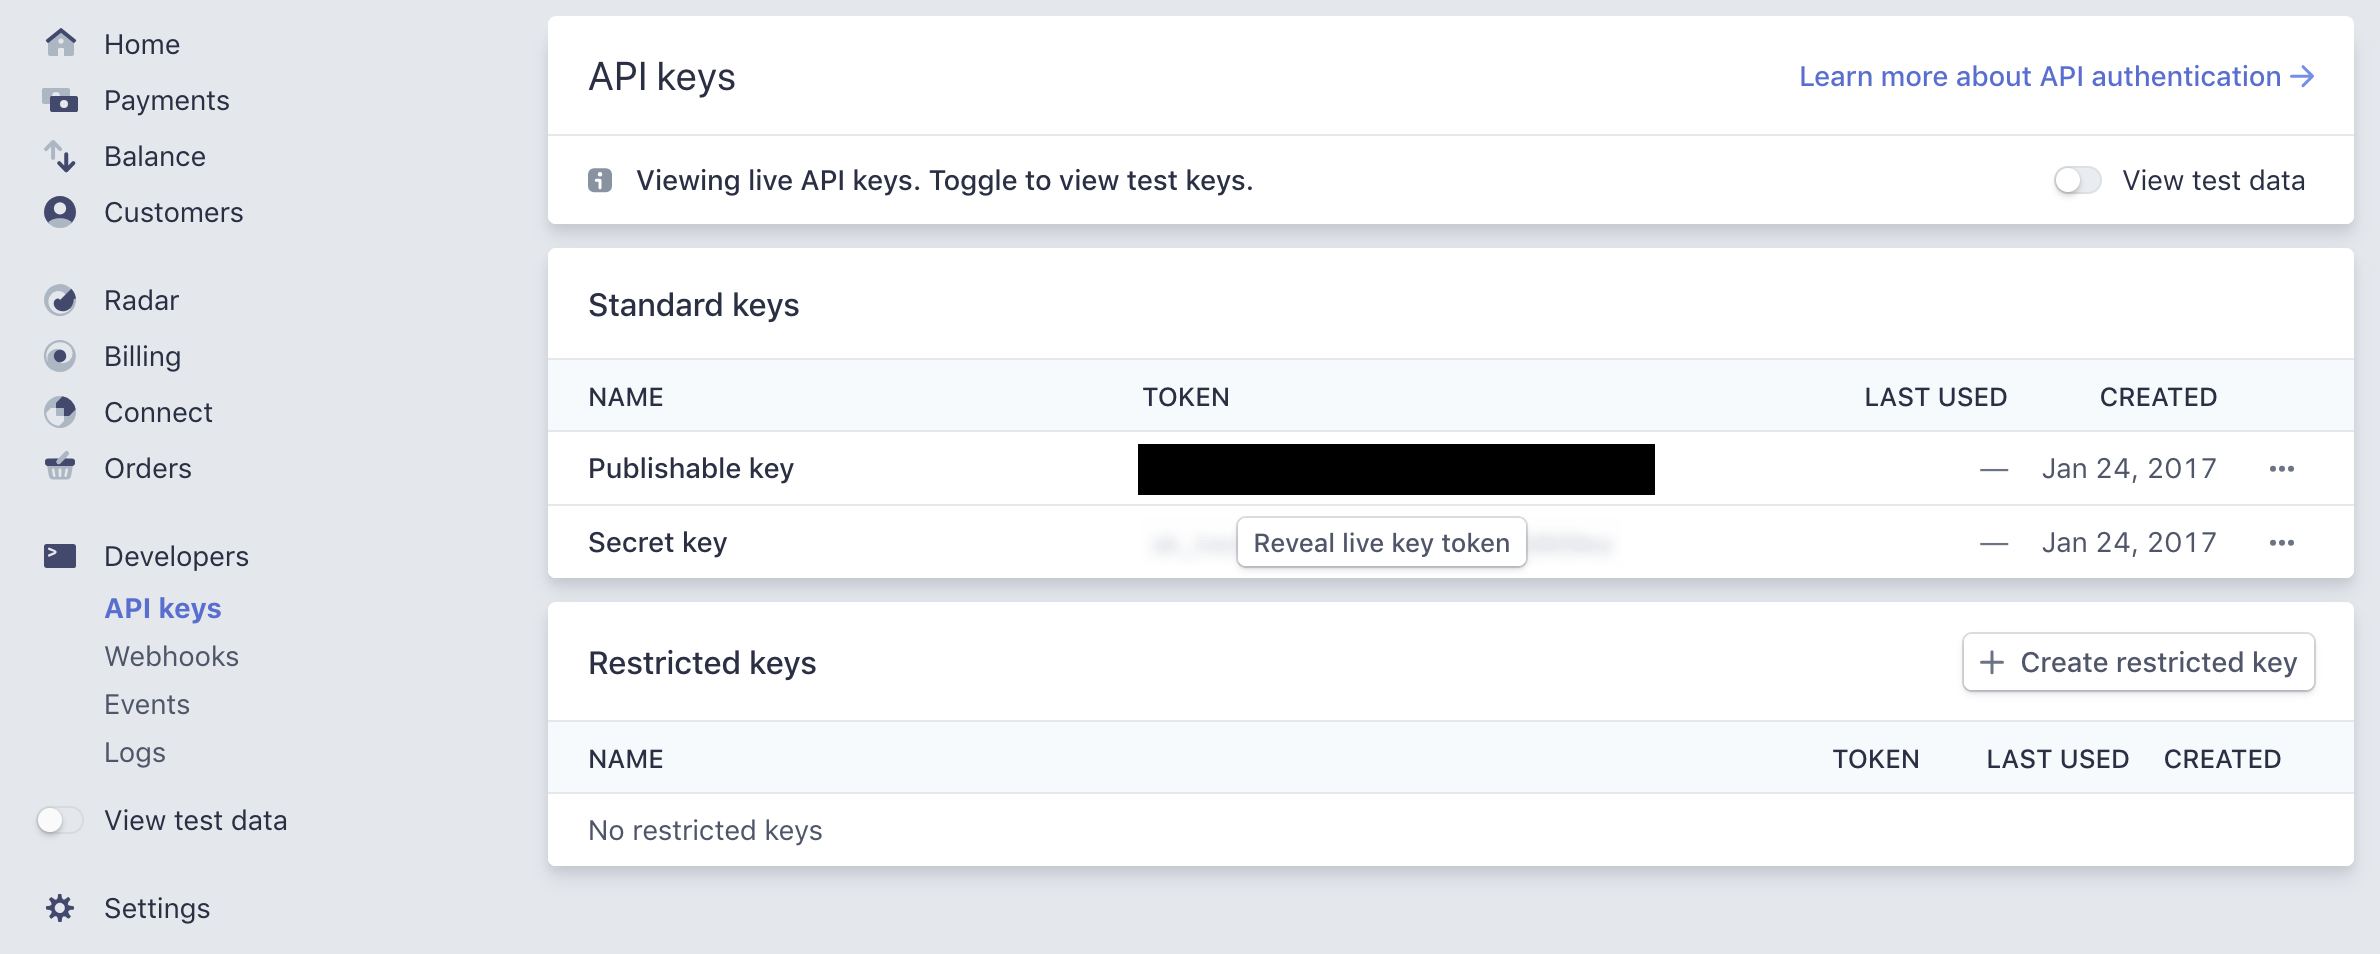 Home
Payments
Balance
Customers
Radar
Billing
Connect
Orders
Developers
API keys
Webhooks
Events
Logs
View test data
Settings
API keys
Learn more about API authentication
Viewing live API keys. Toggle to view test keys.
View test data
Standard keys
NAME TOKEN LAST USED CREATED
Publishable key — Jan 24, 2017
Secret key Reveal live key token — Jan 24, 2017
Restricted keys
Create restricted key
NAME TOKEN LAST USED CREATED
No restricted keys